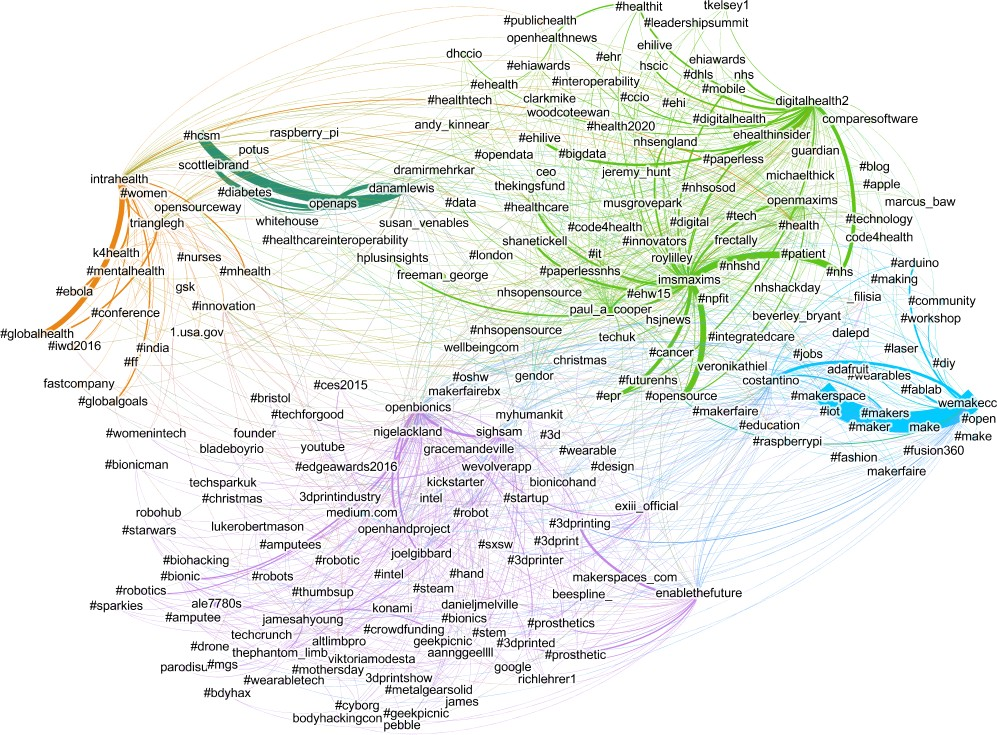 #healthit
tkelsey1
#publichealth
#leadershipsummit
openhealthnews
dhccio
#ehr
ehilive
ehiawards
#ehiawards
hscic
#dhls
nhs
#ehealth
#interoperability
#mobile
#healthtech
clarkmike
#ccio
#ehi
digitalhealth2
woodcoteewan
comparesoftware
andy_kinnear
#health2020
#digitalhealth
#hcsm
raspberry_pi
#ehilive
nhsengland
ehealthinsider
potus
#opendata
#bigdata
#paperless
guardian
scottleibrand
dramirmehrkar
ceo
jeremy_hunt
michaelthick
#blog
intrahealth
#women
#diabetes
danamlewis
thekingsfund
#nhsosod
#apple
openaps
#data
musgrovepark
openmaxims
marcus_baw
opensourceway
#healthcare
trianglegh
whitehouse
susan_venables
#code4health
#digital
#tech
#health
#technology
#healthcareinteroperability
shanetickell
#innovators
frectally
code4health
k4health
#nurses
hplusinsights
#london
#it
roylilley
#patient
#mentalhealth
#mhealth
freeman_george
#paperlessnhs
imsmaxims
#nhshd
#nhs
#arduino
#making
#ebola
gsk
nhsopensource
#ehw15
#npfit
nhshackday
_filisia
#community
#conference
#innovation
paul_a_cooper
hsjnews
beverley_bryant
#workshop
#globalhealth
1.usa.gov
#nhsopensource
techuk
#integratedcare
dalepd
#iwd2016
#india
wellbeingcom
#cancer
#jobs
#laser
#ff
christmas
veronikathiel
adafruit
#diy
fastcompany
#ces2015
#oshw
gendor
#futurenhs
costantino
#wearables
#globalgoals
#bristol
makerfairebx
#epr
#opensource
#makerspace
#fablab
wemakecc
#techforgood
openbionics
myhumankit
#makerfaire
#iot
#makers
#open
#womenintech
founder
nigelackland
sighsam
#3d
#education
#maker
make
#make
bladeboyrio
youtube
gracemandeville
#wearable
#raspberrypi
#fusion360
#bionicman
#edgeawards2016
wevolverapp
#design
#fashion
makerfaire
techsparkuk
kickstarter
bionicohand
#christmas
3dprintindustry
intel
#startup
exiii_official
robohub
medium.com
#robot
#starwars
lukerobertmason
openhandproject
#3dprinting
#amputees
#sxsw
#3dprint
#biohacking
#robotic
joelgibbard
#3dprinter
#bionic
#robots
#intel
#hand
makerspaces_com
#robotics
#thumbsup
#steam
beespline_
enablethefuture
#sparkies
ale7780s
konami
danieljmelville
#amputee
jamesahyoung
#bionics
#prosthetics
techcrunch
#crowdfunding
#stem
#drone
altlimbpro
geekpicnic
#3dprinted
thephantom_limb
aannggeellll
#prosthetic
parodisu
#mgs
viktoriamodesta
google
#mothersday
3dprintshow
richlehrer1
#wearabletech
#bdyhax
#metalgearsolid
#cyborg
james
bodyhackingcon
#geekpicnic
pebble